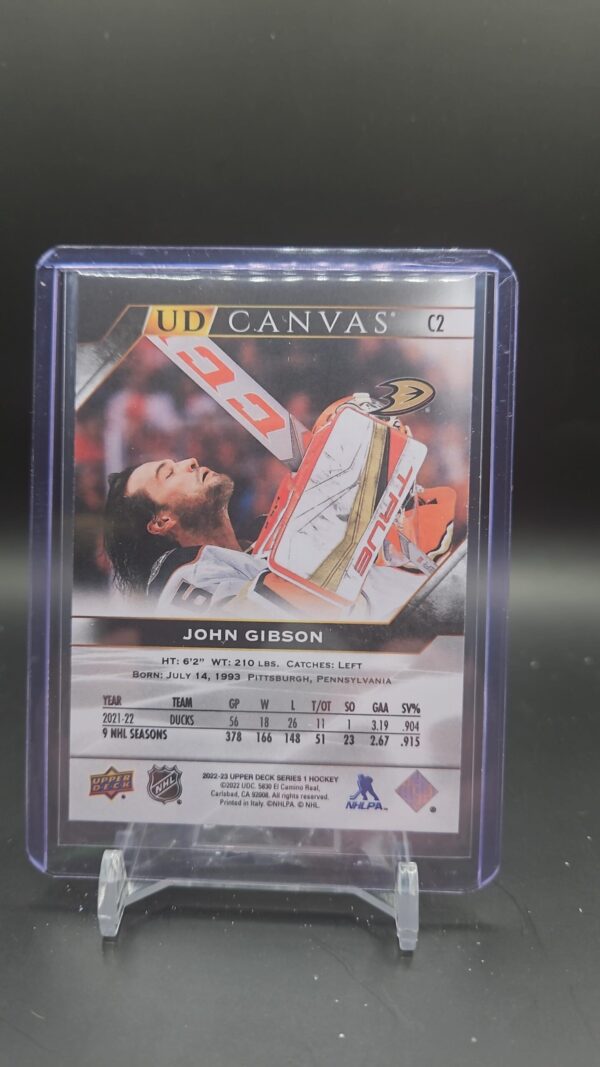 UD CANVAS C2
CCC
TRUE
JOHN GIBSON
HT: 6'2" WT: 210 LBS. CATCHES: LEFT
BORN: JULY 14, 1993 PITTSBURGH, PENNSYLVANIA
YEAR TEAM GP W L T/OT SO GAA SV%
2021-22 DUCKS 56 18 26 11 1 3.19 .904
9 NHL SEASONS 378 166 148 51 23 2.67 .915
UPPER DECK
NHL
2022-23 UPPER DECK SERIES 1 HOCKEY
©2022 UDC. 5830 El Camino Real,
Carlsbad, CA 92008. All rights reserved.
Printed in Italy. ©NHLPA. © NHL.
NHLPA